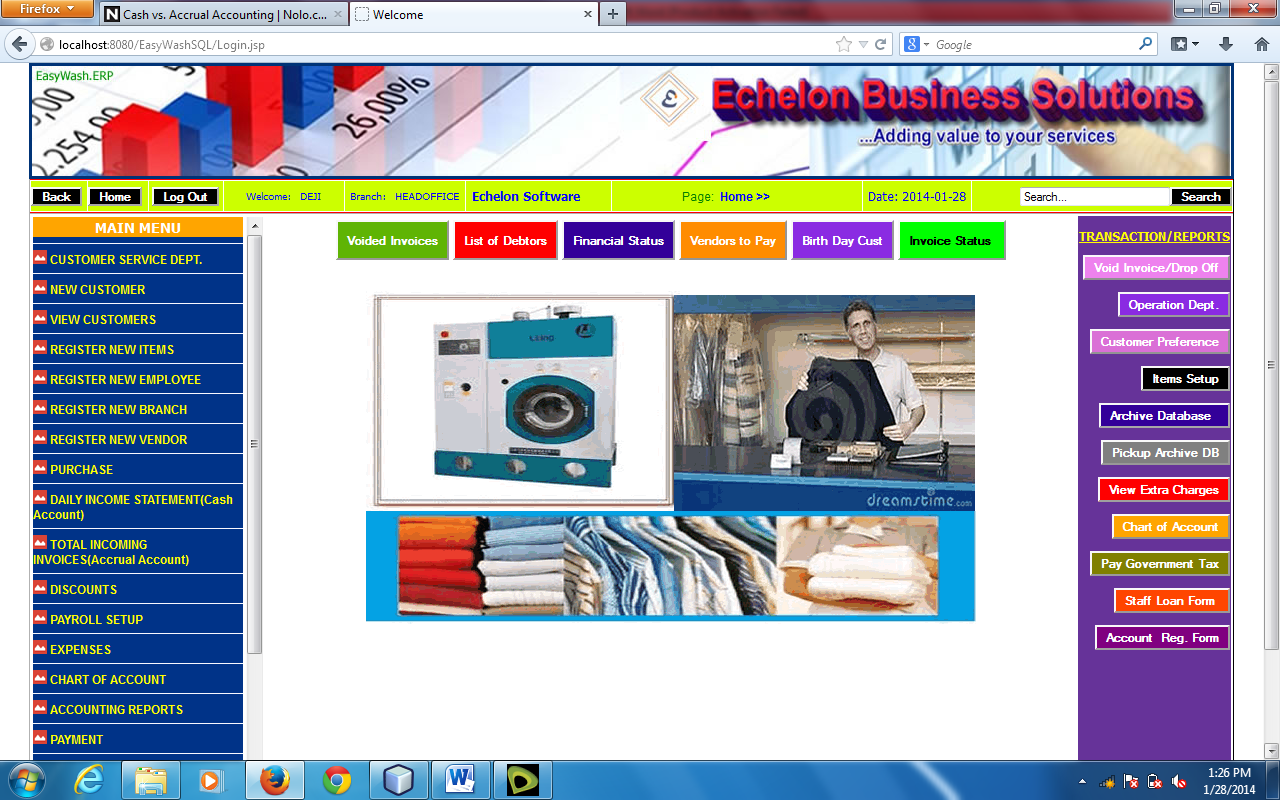 Firefox
Cash vs. Accrual Accounting | Nolo.c...
Welcome
localhost:8080/EasyWashSQL/Login.jsp
Google
EasyWash.ERP
,00%
26,00%
2.254,00
Echelon Business Solutions
...Adding value to your services
Back
Home
Log Out
Welcome: DEJI
Branch: HEADOFFICE
Echelon Software
Page: Home >>
Date: 2014-01-28
Search...
Search
MAIN MENU
CUSTOMER SERVICE DEPT.
NEW CUSTOMER
VIEW CUSTOMERS
REGISTER NEW ITEMS
REGISTER NEW EMPLOYEE
REGISTER NEW BRANCH
REGISTER NEW VENDOR
PURCHASE
DAILY INCOME STATEMENT(Cash
Account)
TOTAL INCOMING
INVOICES(Accrual Account)
DISCOUNTS
PAYROLL SETUP
EXPENSES
CHART OF ACCOUNT
ACCOUNTING REPORTS
PAYMENT
Voided Invoices
List of Debtors
Financial Status
Vendors to Pay
Birth Day Cust
Invoice Status
dreamstime.com
TRANSACTION/REPORTS
Void Invoice/Drop Off
Operation Dept.
Customer Preference
Items Setup
Archive Database
Pickup Archive DB
View Extra Charges
Chart of Account
Pay Government Tax
Staff Loan Form
Account Reg. Form
1:26 PM
1/28/2014